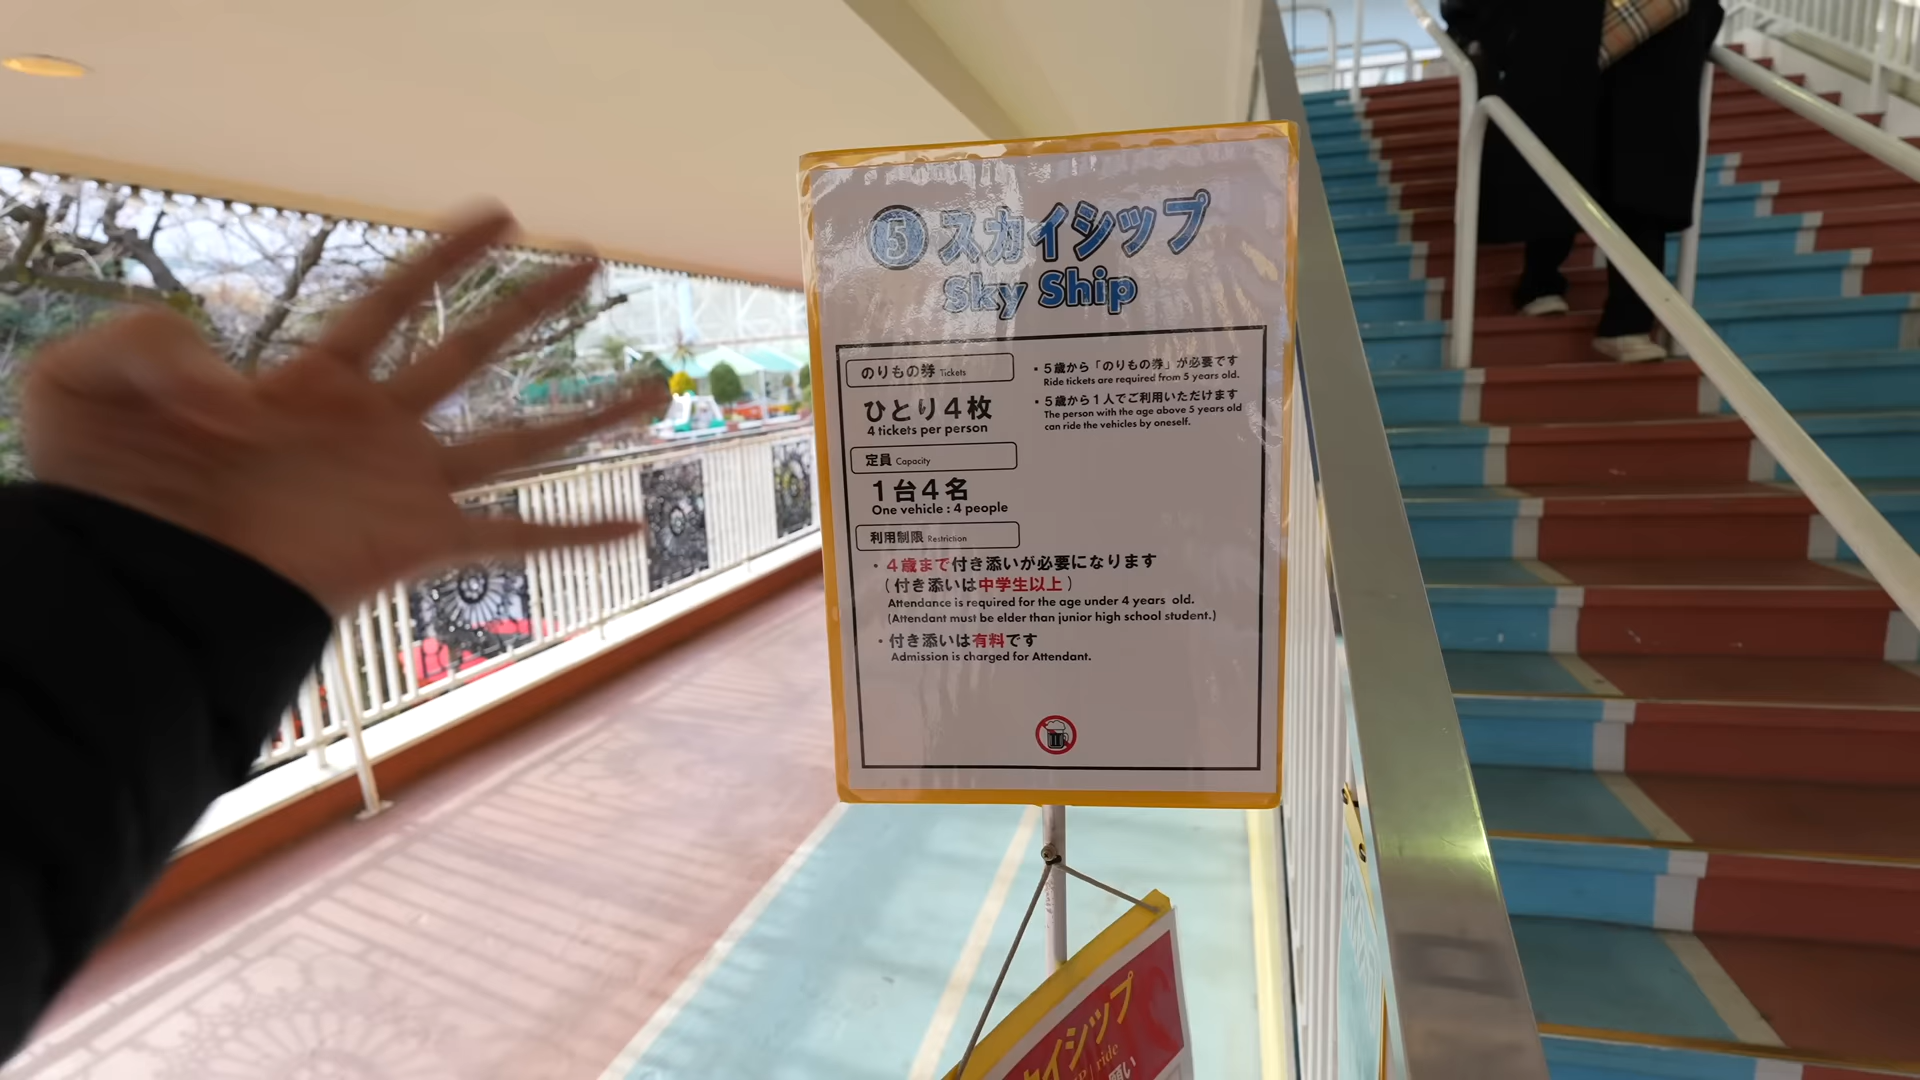 5 スカイシップ
Sky Ship
のりもの券 Tickets
ひとり4枚
4 tickets per person
定員 Capacity
1台4名
One vehicle : 4 people
利用制限 Restriction
・4歳まで付き添いが必要になります
(付き添いは中学生以上)
Attendance is required for the age under 4 years old.
(Attendant must be elder than junior high school student.)
・付き添いは有料です
Admission is charged for Attendant.
・5歳から「のりもの券」が必要です
Ride tickets are required from 5 years old.
・5歳から1人でご利用いただけます
The person with the age above 5 years old
can ride the vehicles by oneself.
カイシップ
ride
願い